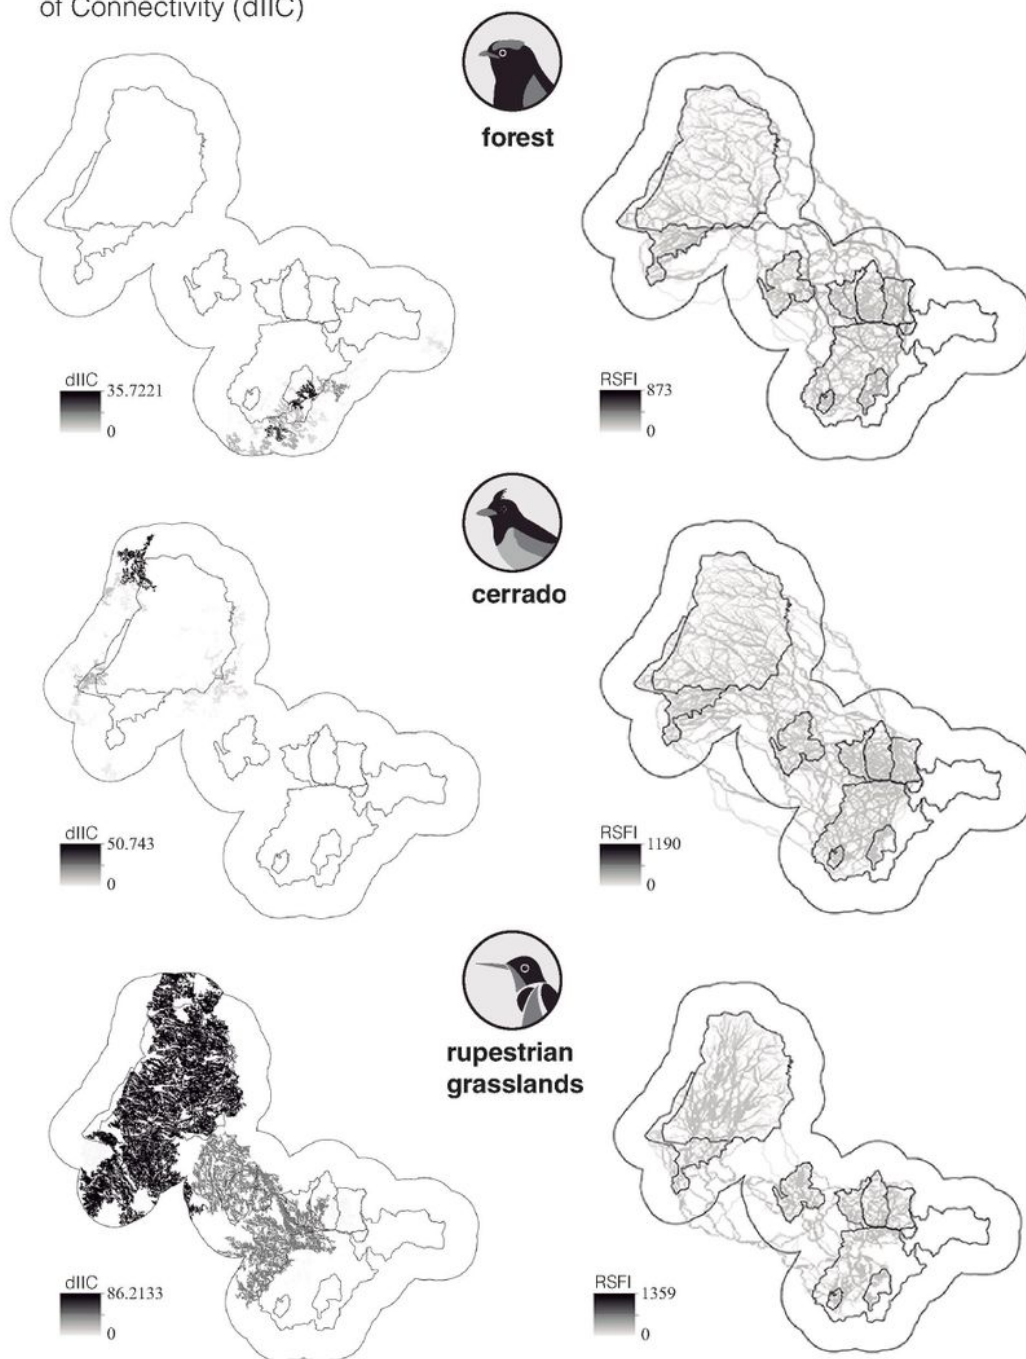 of Connectivity (dIIC)
forest
dIIC
35.7221
0
RSFI
873
0
cerrado
dIIC
50.743
0
RSFI
1190
0
rupestrian
grasslands
dIIC
86.2133
0
RSFI
1359
0